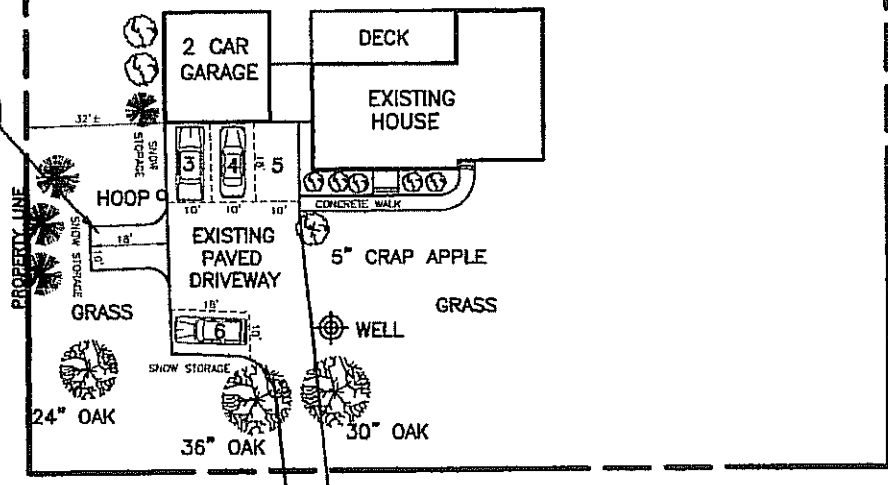 2 CAR
GARAGE
DECK
EXISTING
HOUSE
32'±
SNOW
STORAGE
3
4
18'
5
HOOP
10'
10'
10'
CONCRETE WALK
PROPERTY LINE
SNOW STORAGE
18'
10'
EXISTING
PAVED
DRIVEWAY
5" CRAP APPLE
GRASS
GRASS
18'
6
10'
WELL
SNOW STORAGE
24" OAK
36" OAK
30" OAK